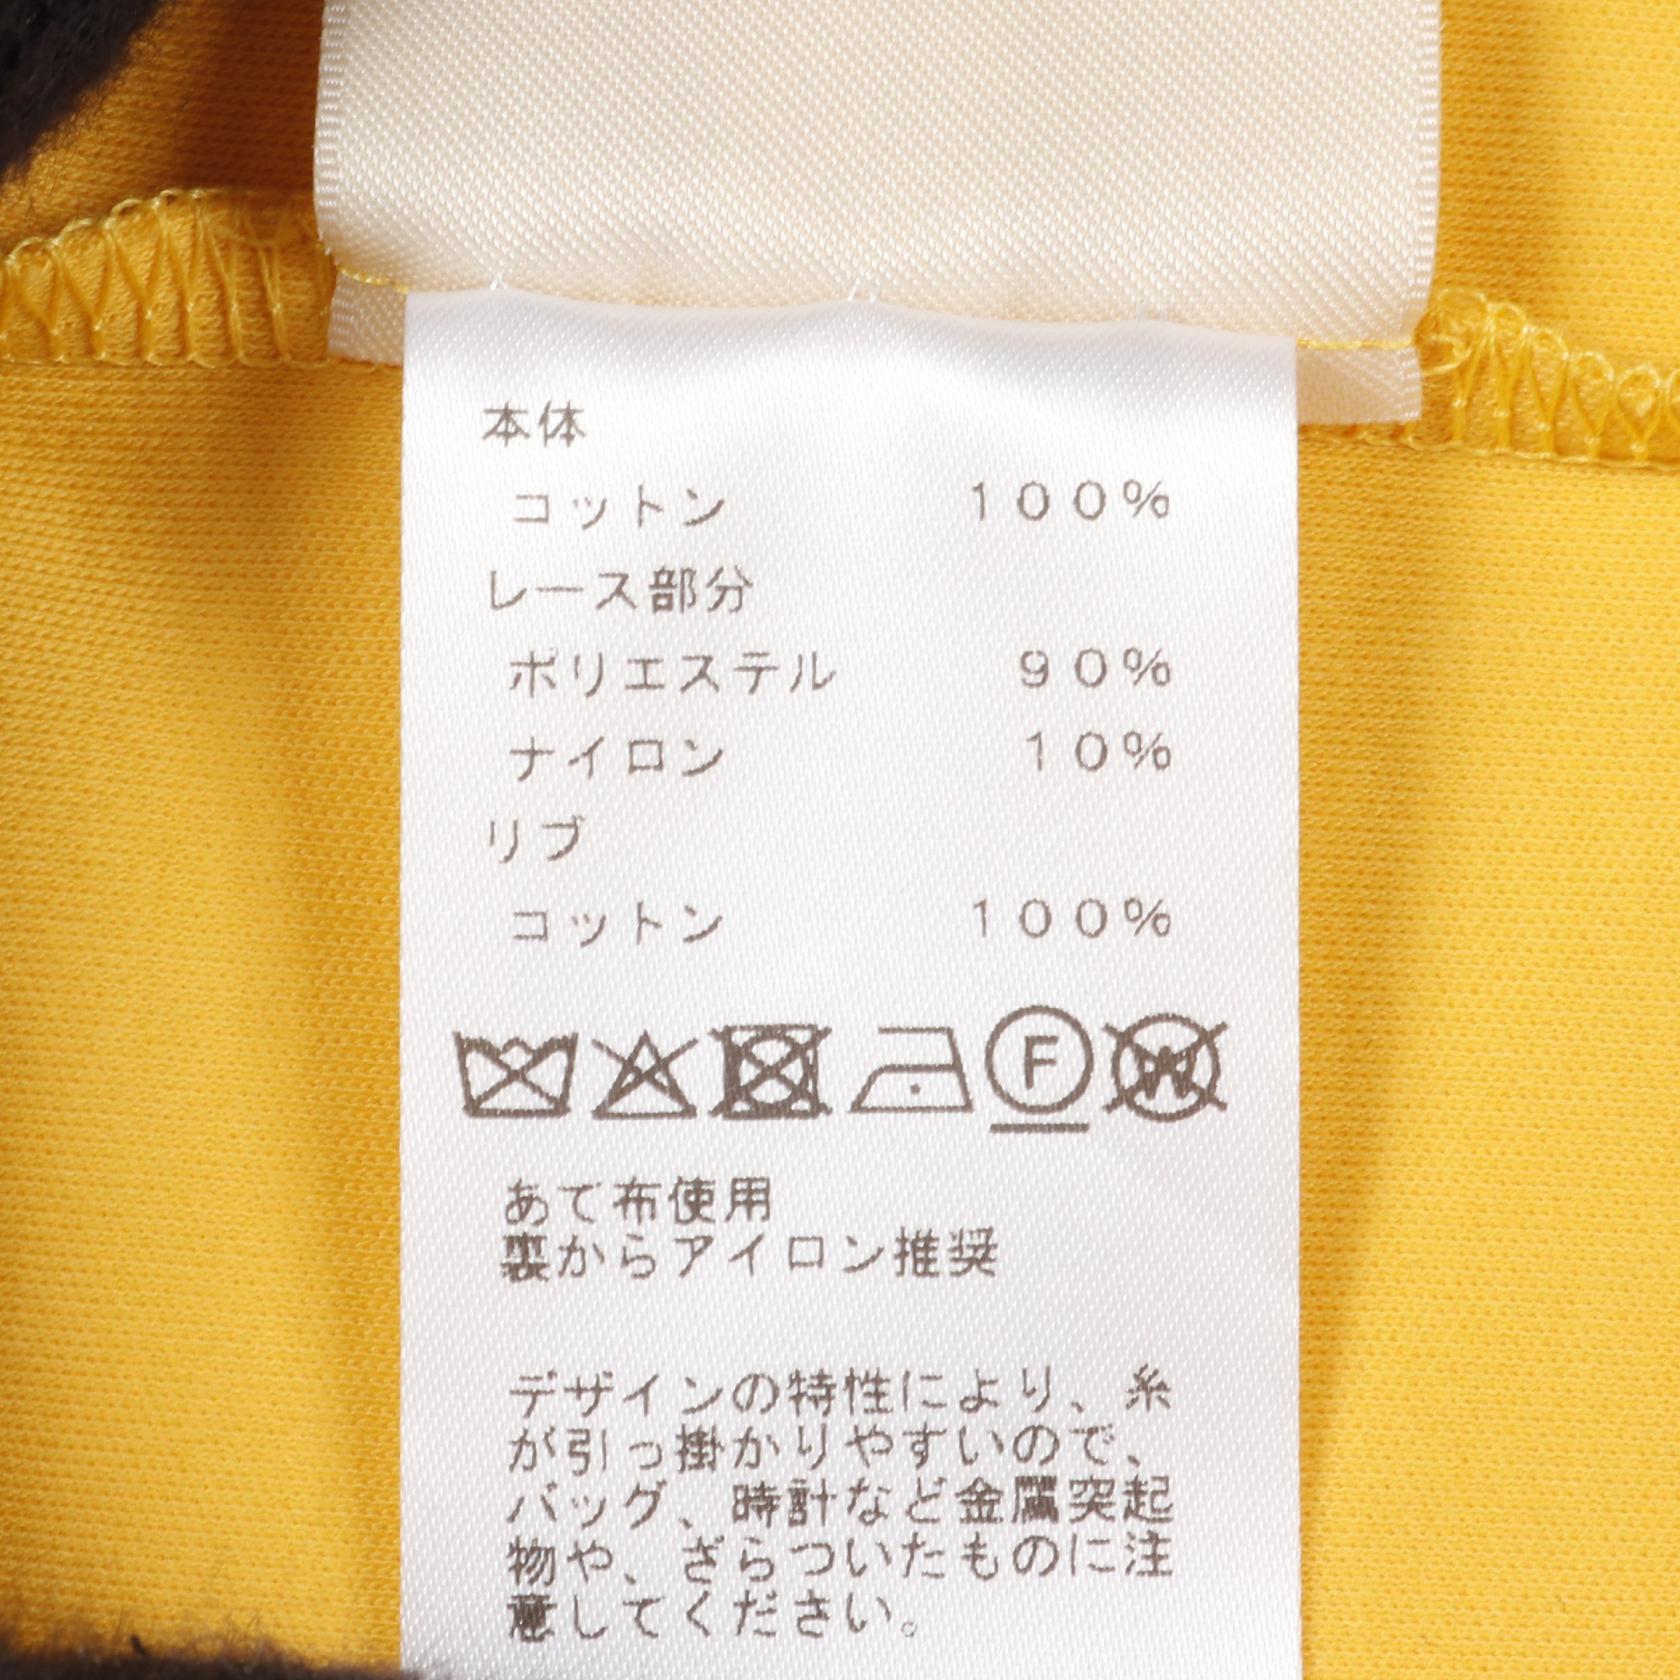 本体
コットン 100%
レース部分
ポリエステル 90%
ナイロン 10%
リブ
コットン 100%
F W
あて布使用
裏からアイロン推奨
デザインの特性により、糸
が引っ掛かりやすいので、
バッグ、時計など金属突起
物や、ざらついたものに注
意してください。